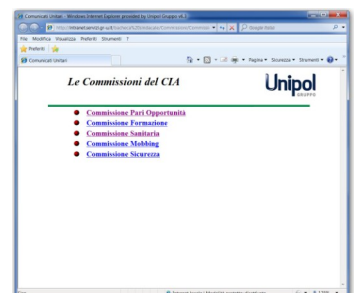 Comunicati Unitari - Windows Internet Explorer provided by Unipol Gruppo v6.1
Google Italia
File Modifica Visualizza Preferiti Strumenti ?
Preferiti
Comunicati Unitari
Pagina Sicurezza Strumenti
Le Commissioni del CIA
Unipol
GRUPPO
Commissione Pari Opportunità
Commissione Formazione
Commissione Sanitaria
Commissione Mobbing
Commissione Sicurezza